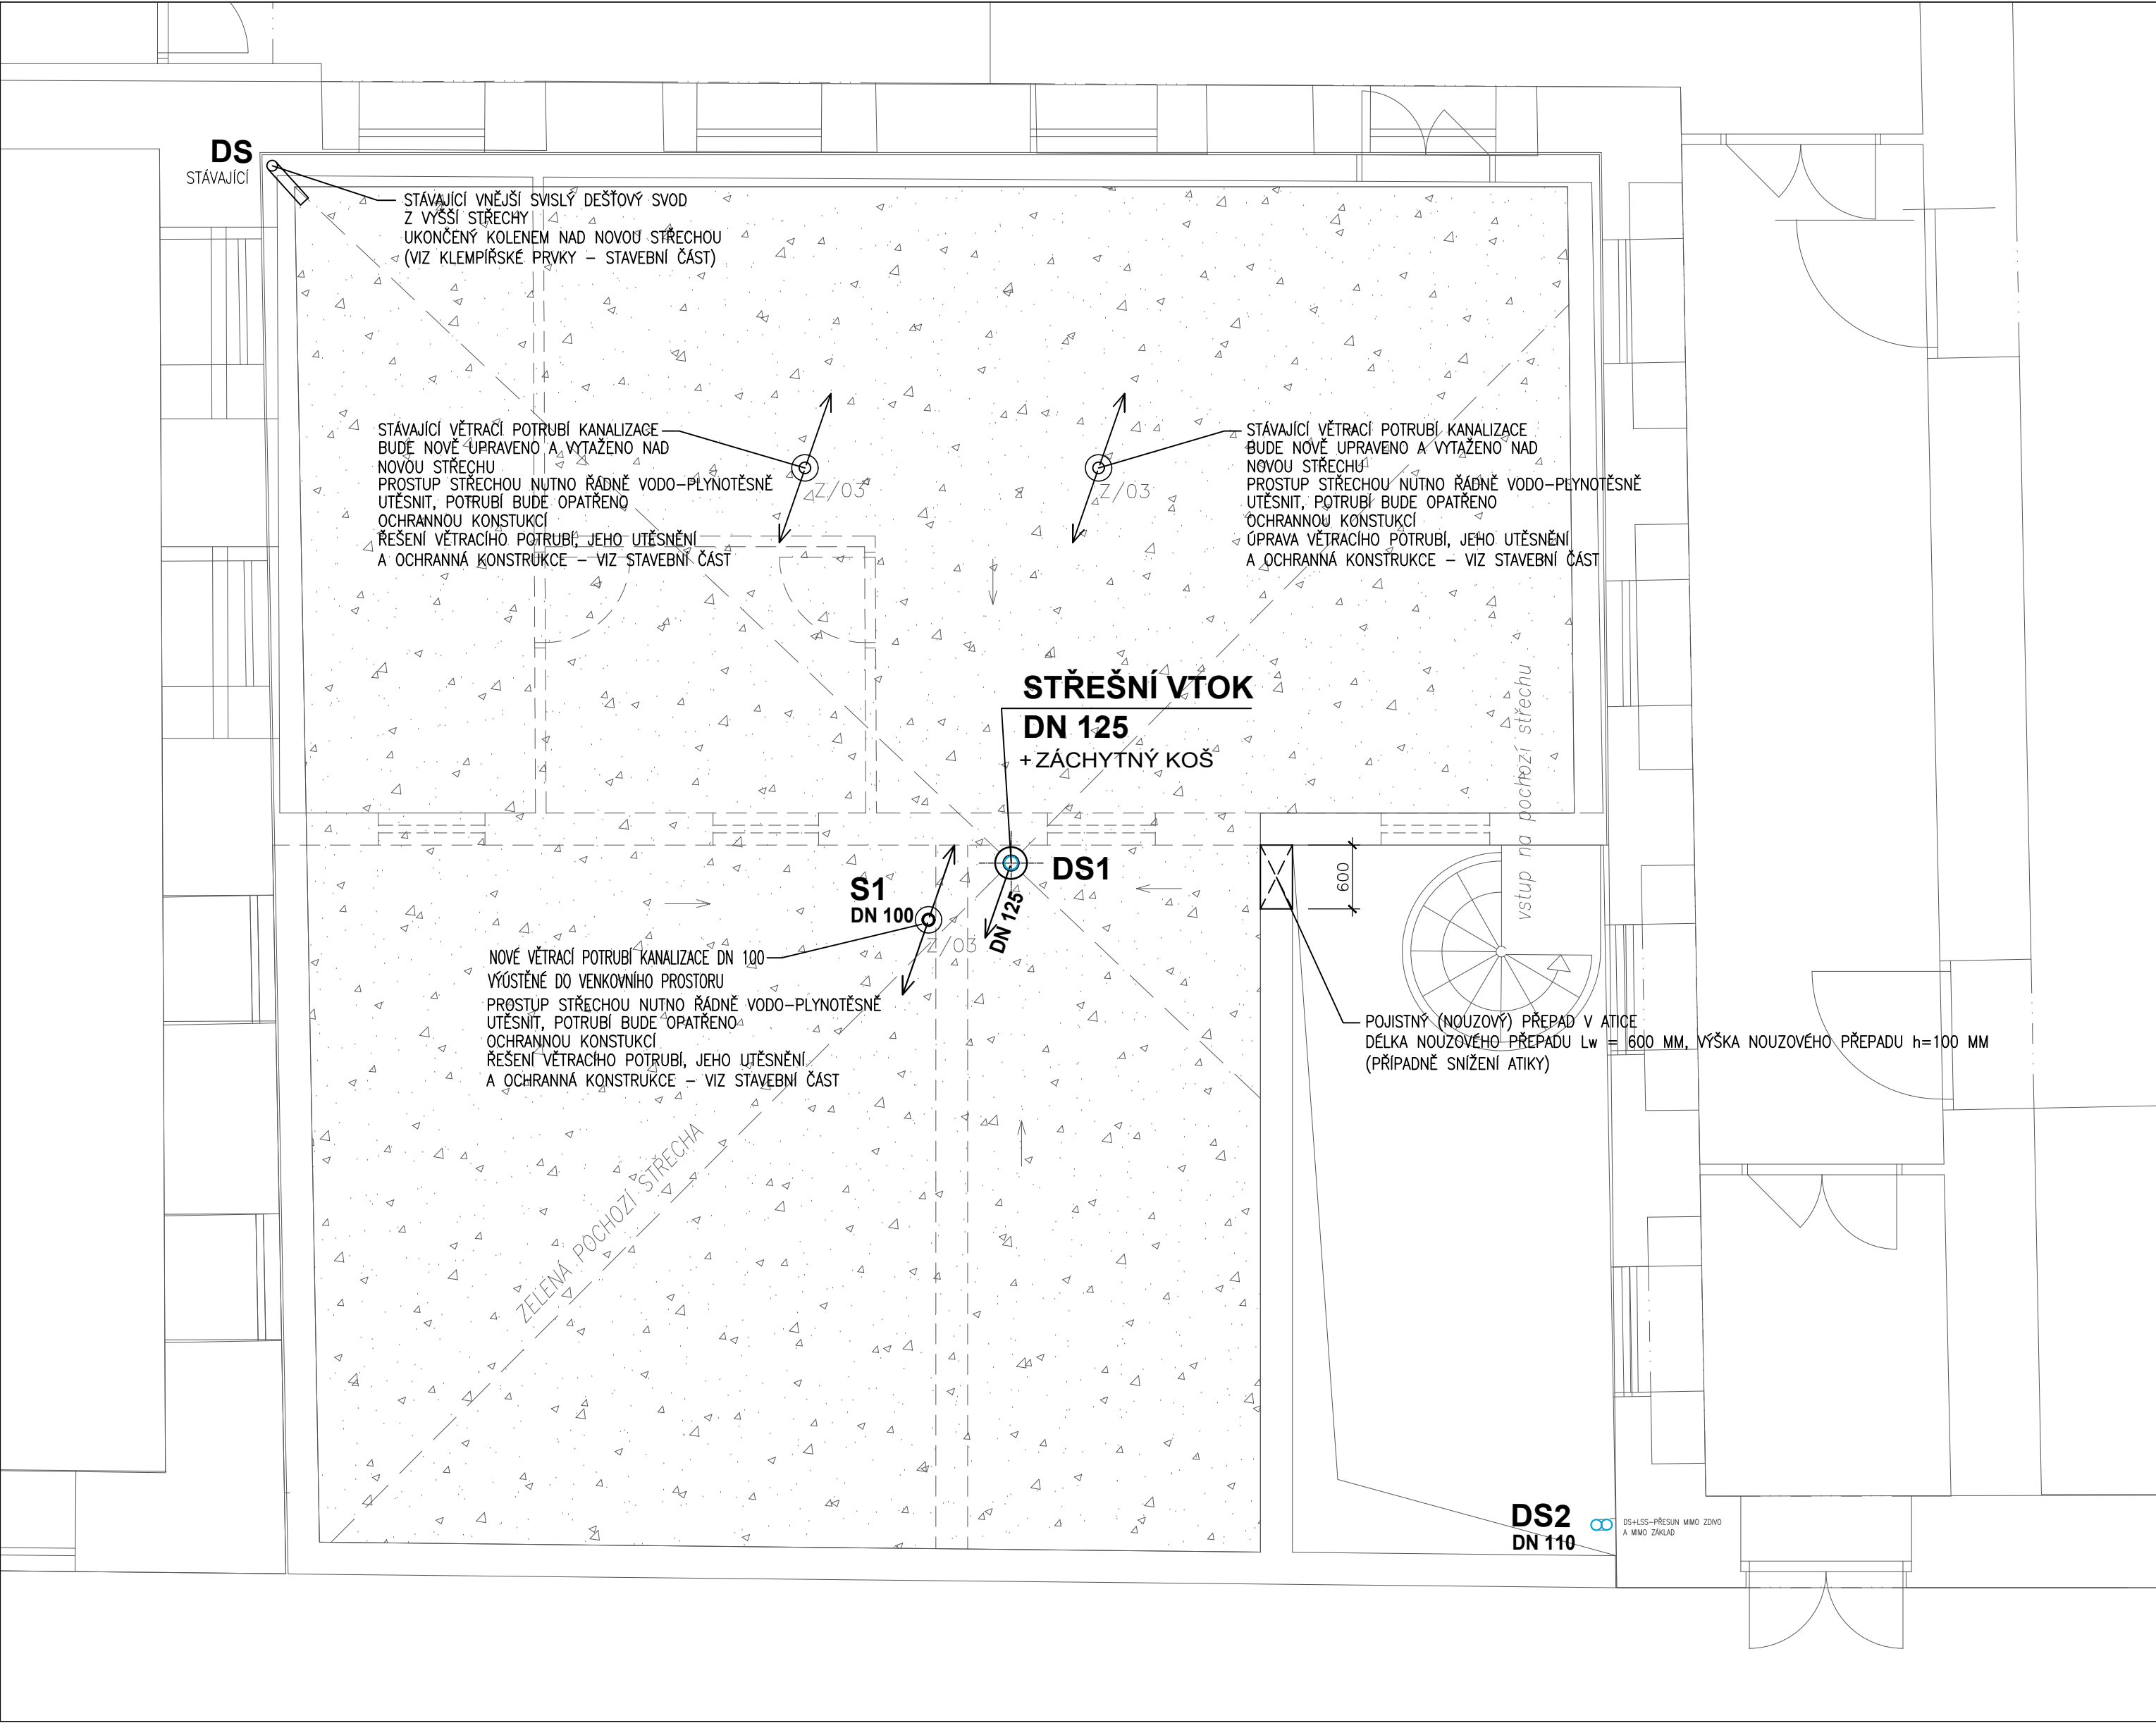 DS
STÁVAJÍCÍ
STÁVAJÍCÍ VNĚJŠÍ SVISLÝ DEŠŤOVÝ SVOD
Z VYŠŠÍ STŘECHY
UKONČENÝ KOLENEM NAD NOVOU STŘECHOU
(VIZ KLEMPÍŘSKÉ PRVKY – STAVEBNÍ ČÁST)
STÁVAJÍCÍ VĚTRACÍ POTRUBÍ KANALIZACE
BUDE NOVĚ UPRAVENO A VYTAŽENO NAD
NOVOU STŘECHU
PROSTUP STŘECHOU NUTNO ŘÁDNĚ VODO–PLYNOTĚSNĚ
UTĚSNIT, POTRUBÍ BUDE OPATŘENO
OCHRANNOU KONSTUKCÍ
ŘEŠENÍ VĚTRACÍHO POTRUBÍ, JEHO UTĚSNĚNÍ
A OCHRANNÁ KONSTRUKCE – VIZ STAVEBNÍ ČÁST
Z/03
STÁVAJÍCÍ VĚTRACÍ POTRUBÍ KANALIZACE
BUDE NOVĚ UPRAVENO A VYTAŽENO NAD
NOVOU STŘECHU
PROSTUP STŘECHOU NUTNO ŘÁDNĚ VODO–PLYNOTĚSNĚ
UTĚSNIT, POTRUBÍ BUDE OPATŘENO
OCHRANNOU KONSTUKCÍ
ÚPRAVA VĚTRACÍHO POTRUBÍ, JEHO UTĚSNĚNÍ
A OCHRANNÁ KONSTRUKCE – VIZ STAVEBNÍ ČÁST
Z/03
STŘEŠNÍ VTOK
DN 125
+ZÁCHYTNÝ KOŠ
vstup na pochozí střechu
DS1
DN 125
600
S1
DN 100
Z/03
NOVÉ VĚTRACÍ POTRUBÍ KANALIZACE DN 100
VÝÚSTĚNÉ DO VENKOVNÍHO PROSTORU
PROSTUP STŘECHOU NUTNO ŘÁDNĚ VODO–PLYNOTĚSNĚ
UTĚSNIT, POTRUBÍ BUDE OPATŘENO
OCHRANNOU KONSTUKCÍ
ŘEŠENÍ VĚTRACÍHO POTRUBÍ, JEHO UTĚSNĚNÍ
A OCHRANNÁ KONSTRUKCE – VIZ STAVEBNÍ ČÁST
POJISTNÝ (NOUZOVÝ) PŘEPAD V ATICE
DÉLKA NOUZOVÉHO PŘEPADU Lw = 600 MM, VÝŠKA NOUZOVÉHO PŘEPADU h=100 MM
(PŘÍPADNĚ SNÍŽENÍ ATIKY)
ZELENÁ POCHOZÍ STŘECHA
DS2
DN 110
DS+LSS–PŘESUN MIMO ZDIVO
A MIMO ZÁKLAD